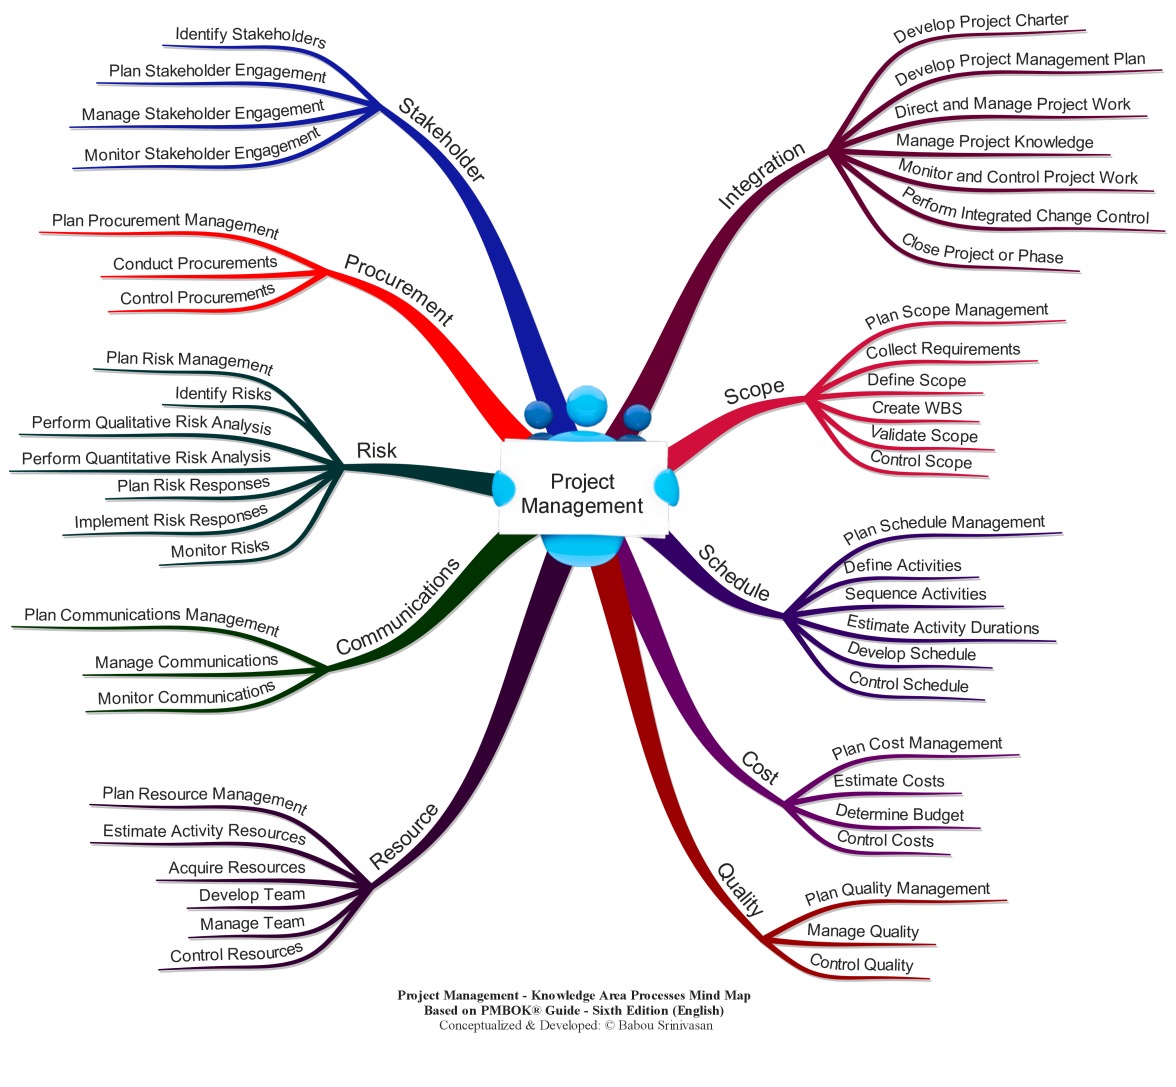 Project
Management
Integration
Develop Project Charter
Develop Project Management Plan
Direct and Manage Project Work
Manage Project Knowledge
Monitor and Control Project Work
Perform Integrated Change Control
Close Project or Phase
Scope
Plan Scope Management
Collect Requirements
Define Scope
Create WBS
Validate Scope
Control Scope
Schedule
Plan Schedule Management
Define Activities
Sequence Activities
Estimate Activity Durations
Develop Schedule
Control Schedule
Cost
Plan Cost Management
Estimate Costs
Determine Budget
Control Costs
Quality
Plan Quality Management
Manage Quality
Control Quality
Resource
Plan Resource Management
Estimate Activity Resources
Acquire Resources
Develop Team
Manage Team
Control Resources
Communications
Plan Communications Management
Manage Communications
Monitor Communications
Risk
Plan Risk Management
Identify Risks
Perform Qualitative Risk Analysis
Perform Quantitative Risk Analysis
Plan Risk Responses
Implement Risk Responses
Monitor Risks
Procurement
Plan Procurement Management
Conduct Procurements
Control Procurements
Stakeholder
Identify Stakeholders
Plan Stakeholder Engagement
Manage Stakeholder Engagement
Monitor Stakeholder Engagement
Project Management - Knowledge Area Processes Mind Map
Based on PMBOK® Guide - Sixth Edition (English)
Conceptualized & Developed: © Babou Srinivasan